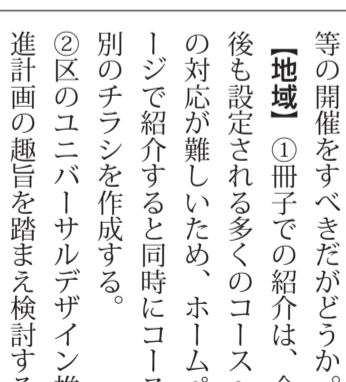 等の開催をすべきだがどうか。
【地域】①冊子での紹介は、今
後も設定される多くのコース
の対応が難しいため、ホームペ
ージで紹介すると同時にコース
別のチラシを作成する。
②区のユニバーサルデザイン推
進計画の趣旨を踏まえ検討する